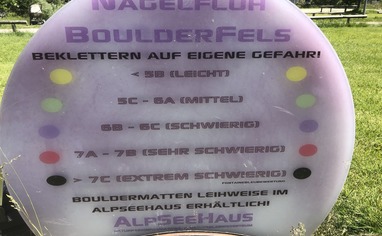 NAGELFLUH
BOULDERFELS
BEKLETTERN AUF EIGENE GEFAHR!
< 5B (LEICHT)
5C - 6A (MITTEL)
6B - 6C (SCHWIERIG)
7A - 7B (SEHR SCHWIERIG)
> 7C (EXTREM SCHWIERIG)
BOULDERMATTEN LEIHWEISE IM
ALPSEEHAUS ERHÄLTLICH!
ALPSEEHAUS